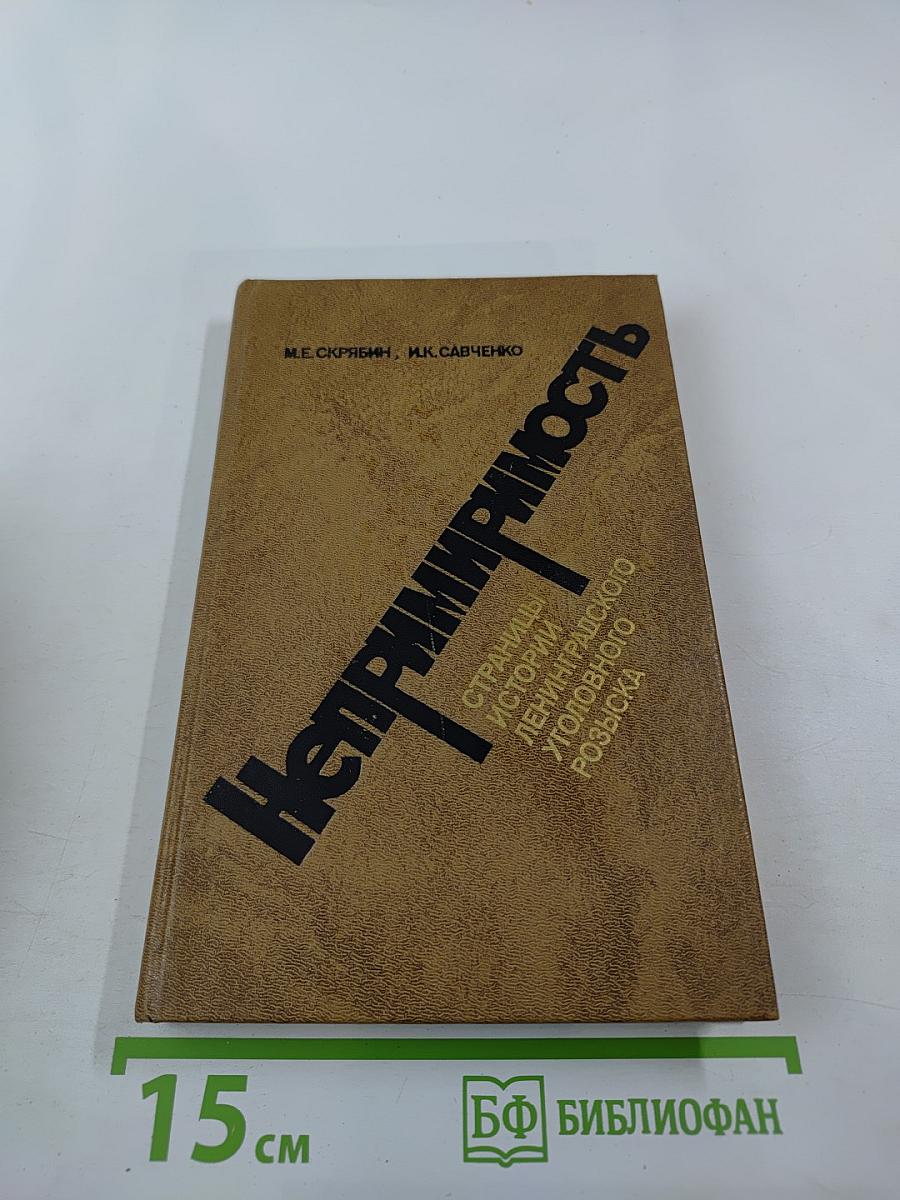 М.Е.СКРЯБИН, И.К.САВЧЕНКО
Непримиримость
СТРАНИЦЫ
ИСТОРИИ
ЛЕНИНГРАДСКОГО
УГОЛОВНОГО
РОЗЫСКА
15 см
БФ БИБЛИОФАН